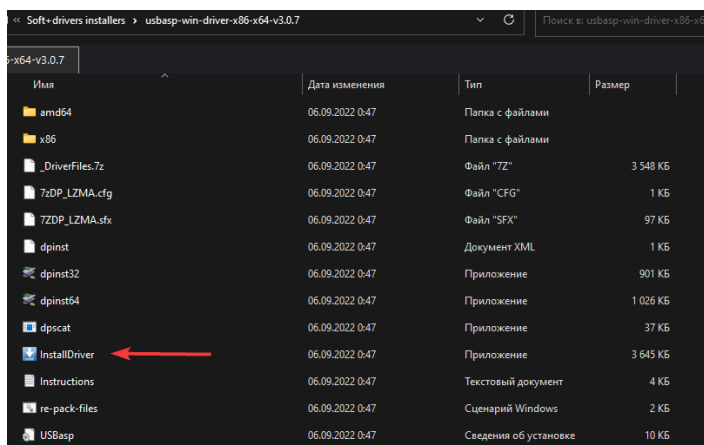 « Soft+drivers installers › usbasp-win-driver-x86-x64-v3.0.7 Поиск в: usbasp-win-driver-x86-x6
6-x64-v3.0.7
Имя Дата изменения Тип Размер
amd64 06.09.2022 0:47 Папка с файлами
x86 06.09.2022 0:47 Папка с файлами
_DriverFiles.7z 06.09.2022 0:47 Файл "7Z" 3 548 КБ
7zDP_LZMA.cfg 06.09.2022 0:47 Файл "CFG" 1 КБ
7ZDP_LZMA.sfx 06.09.2022 0:47 Файл "SFX" 97 КБ
dpinst 06.09.2022 0:47 Документ XML 1 КБ
dpinst32 06.09.2022 0:47 Приложение 901 КБ
dpinst64 06.09.2022 0:47 Приложение 1 026 КБ
dpscat 06.09.2022 0:47 Приложение 37 КБ
InstallDriver 06.09.2022 0:47 Приложение 3 645 КБ
Instructions 06.09.2022 0:47 Текстовый документ 4 КБ
re-pack-files 06.09.2022 0:47 Сценарий Windows 2 КБ
USBasp 06.09.2022 0:47 Сведения об установке 10 КБ